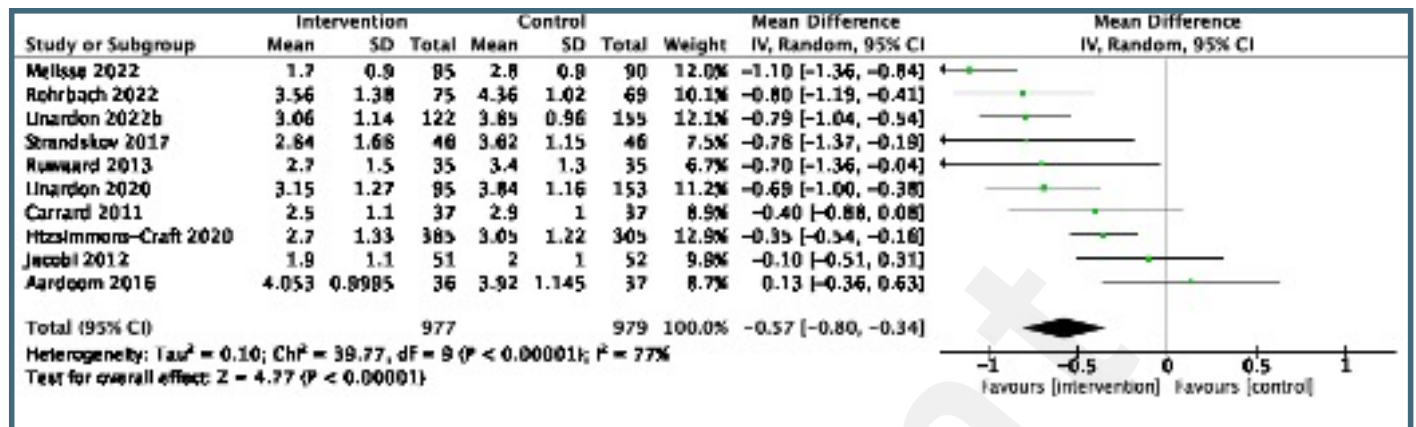 Intervention Control Mean Difference Mean Difference
Study or Subgroup Mean SD Total Mean SD Total Weight IV, Random, 95% CI IV, Random, 95% CI
Melisse 2022 1.7 0.9 95 2.8 0.9 90 12.0% -1.10 [-1.36, -0.84]
Rohrbach 2022 3.56 1.38 75 4.36 1.02 69 10.1% -0.80 [-1.19, -0.41]
Linardon 2022b 3.06 1.14 122 3.85 0.96 155 12.1% -0.79 [-1.04, -0.54]
Strandskov 2017 2.84 1.68 46 3.62 1.15 46 7.5% -0.78 [-1.37, -0.19]
Ruwaard 2013 2.7 1.5 35 3.4 1.3 35 6.7% -0.70 [-1.36, -0.04]
Linardon 2020 3.15 1.27 95 3.84 1.16 153 11.2% -0.69 [-1.00, -0.38]
Carrard 2011 2.5 1.1 37 2.9 1 37 8.9% -0.40 [-0.88, 0.08]
Fitzsimmons-Craft 2020 2.7 1.33 385 3.05 1.22 305 12.9% -0.35 [-0.54, -0.16]
Jacobi 2012 1.9 1.1 51 2 1 52 9.8% -0.10 [-0.51, 0.31]
Aardoom 2016 4.053 36 3.92 1.145 37 8.7% 0.13 [-0.36, 0.63]
Total (95% CI) 977 979 100.0% -0.57 [-0.80, -0.34]
Heterogeneity: Tau² = 0.10; Chi² = 39.77, dF = 9 (P < 0.00001); I² = 77%
Test for overall effect: Z = 4.77 (P < 0.00001)
-1 -0.5 0 0.5 1
Favours [intervention] Favours [control]